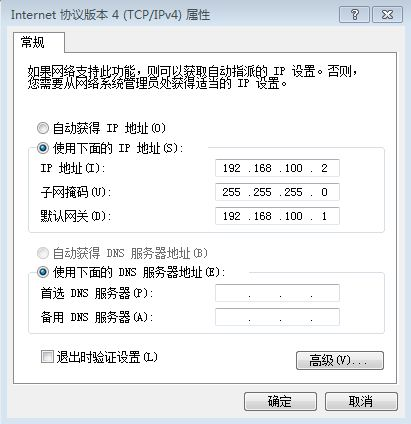 Internet 协议版本 4 (TCP/IPv4) 属性
常规
如果网络支持此功能，则可以获取自动指派的 IP 设置。否则，
您需要从网络系统管理员处获得适当的 IP 设置。
自动获得 IP 地址(O)
使用下面的 IP 地址(S):
IP 地址(I): 192 .168 .100 . 2
子网掩码(U): 255 .255 .255 . 0
默认网关(D): 192 .168 .100 . 1
自动获得 DNS 服务器地址(B)
使用下面的 DNS 服务器地址(E):
首选 DNS 服务器(P): . . .
备用 DNS 服务器(A): . . .
退出时验证设置(L)
高级(V)...
确定 取消